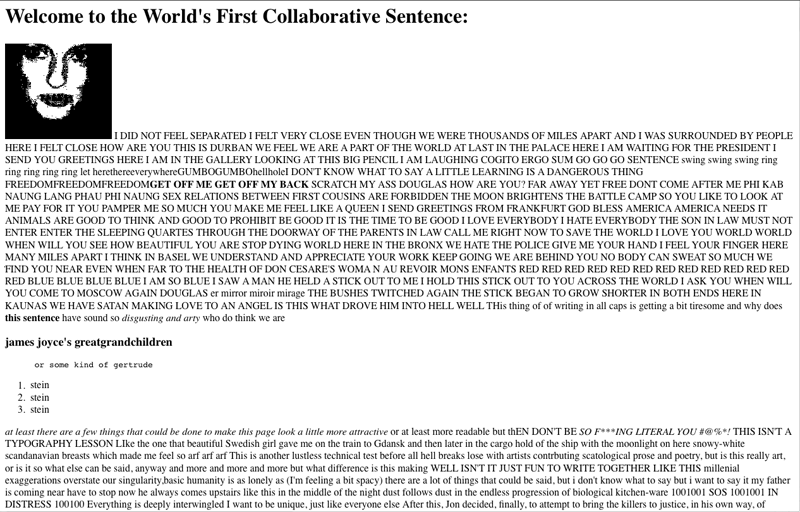 Welcome to the World's First Collaborative Sentence:
I DID NOT FEEL SEPARATED I FELT VERY CLOSE EVEN THOUGH WE WERE THOUSANDS OF MILES APART AND I WAS SURROUNDED BY PEOPLE
HERE I FELT CLOSE HOW ARE YOU THIS IS DURBAN WE FEEL WE ARE A PART OF THE WORLD AT LAST IN THE PALACE HERE I AM WAITING FOR THE PRESIDENT I
SEND YOU GREETINGS HERE I AM IN THE GALLERY LOOKING AT THIS BIG PENCIL I AM LAUGHING COGITO ERGO SUM GO GO GO SENTENCE swing swing swing ring
ring ring ring ring let herethereeverywhereGUMBOGUMBOhellholeI DON'T KNOW WHAT TO SAY A LITTLE LEARNING IS A DANGEROUS THING
FREEDOMFREEDOMFREEDOMGET OFF ME GET OFF MY BACK SCRATCH MY ASS DOUGLAS HOW ARE YOU? FAR AWAY YET FREE DONT COME AFTER ME PHI KAB
NAUNG LANG PHAU PHI NAUNG SEX RELATIONS BETWEEN FIRST COUSINS ARE FORBIDDEN THE MOON BRIGHTENS THE BATTLE CAMP SO YOU LIKE TO LOOK AT
ME PAY FOR IT YOU PAMPER ME SO MUCH YOU MAKE ME FEEL LIKE A QUEEN I SEND GREETINGS FROM FRANKFURT GOD BLESS AMERICA AMERICA NEEDS IT
ANIMALS ARE GOOD TO THINK AND GOOD TO PROHIBIT BE GOOD IT IS THE TIME TO BE GOOD I LOVE EVERYBODY I HATE EVERYBODY THE SON IN LAW MUST NOT
ENTER ENTER THE SLEEPING QUARTES THROUGH THE DOORWAY OF THE PARENTS IN LAW CALL ME RIGHT NOW TO SAVE THE WORLD I LOVE YOU WORLD WORLD
WHEN WILL YOU SEE HOW BEAUTIFUL YOU ARE STOP DYING WORLD HERE IN THE BRONX WE HATE THE POLICE GIVE ME YOUR HAND I FEEL YOUR FINGER HERE
MANY MILES APART I THINK IN BASEL WE UNDERSTAND AND APPRECIATE YOUR WORK KEEP GOING WE ARE BEHIND YOU NO BODY CAN SWEAT SO MUCH WE
FIND YOU NEAR EVEN WHEN FAR TO THE HEALTH OF DON CESARE'S WOMA N AU REVOIR MONS ENFANTS RED RED RED RED RED RED RED RED RED RED RED RED
RED BLUE BLUE BLUE BLUE I AM SO BLUE I SAW A MAN HE HELD A STICK OUT TO ME I HOLD THIS STICK OUT TO YOU ACROSS THE WORLD I ASK YOU WHEN WILL
YOU COME TO MOSCOW AGAIN DOUGLAS er mirror miroir mirage THE BUSHES TWITCHED AGAIN THE STICK BEGAN TO GROW SHORTER IN BOTH ENDS HERE IN
KAUNAS WE HAVE SATAN MAKING LOVE TO AN ANGEL IS THIS WHAT DROVE HIM INTO HELL WELL THis thing of of writing in all caps is getting a bit tiresome and why does
this sentence have sound so disgusting and arty who do think we are
james joyce's greatgrandchildren
or some kind of gertrude
1. stein
2. stein
3. stein
at least there are a few things that could be done to make this page look a little more attractive or at least more readable but thEN DON'T BE SO F***ING LITERAL YOU #@%*! THIS ISN'T A
TYPOGRAPHY LESSON LIke the one that beautiful Swedish girl gave me on the train to Gdansk and then later in the cargo hold of the ship with the moonlight on here snowy-white
scandanavian breasts which made me feel so arf arf arf This is another lustless technical test before all hell breaks lose with artists contrbuting scatological prose and poetry, but is this really art,
or is it so what else can be said, anyway and more and more and more but what difference is this making WELL ISN'T IT JUST FUN TO WRITE TOGETHER LIKE THIS millenial
exaggerations overstate our singularity,basic humanity is as lonely as (I'm feeling a bit spacy) there are a lot of things that could be said, but i don't know what to say but i want to say it my father
is coming near have to stop now he always comes upstairs like this in the middle of the night dust follows dust in the endless progression of biological kitchen-ware 1001001 SOS 1001001 IN
DISTRESS 100100 Everything is deeply intertwingled I want to be unique, just like everyone else After this, Jon decided, finally, to attempt to bring the killers to justice, in his own way, of